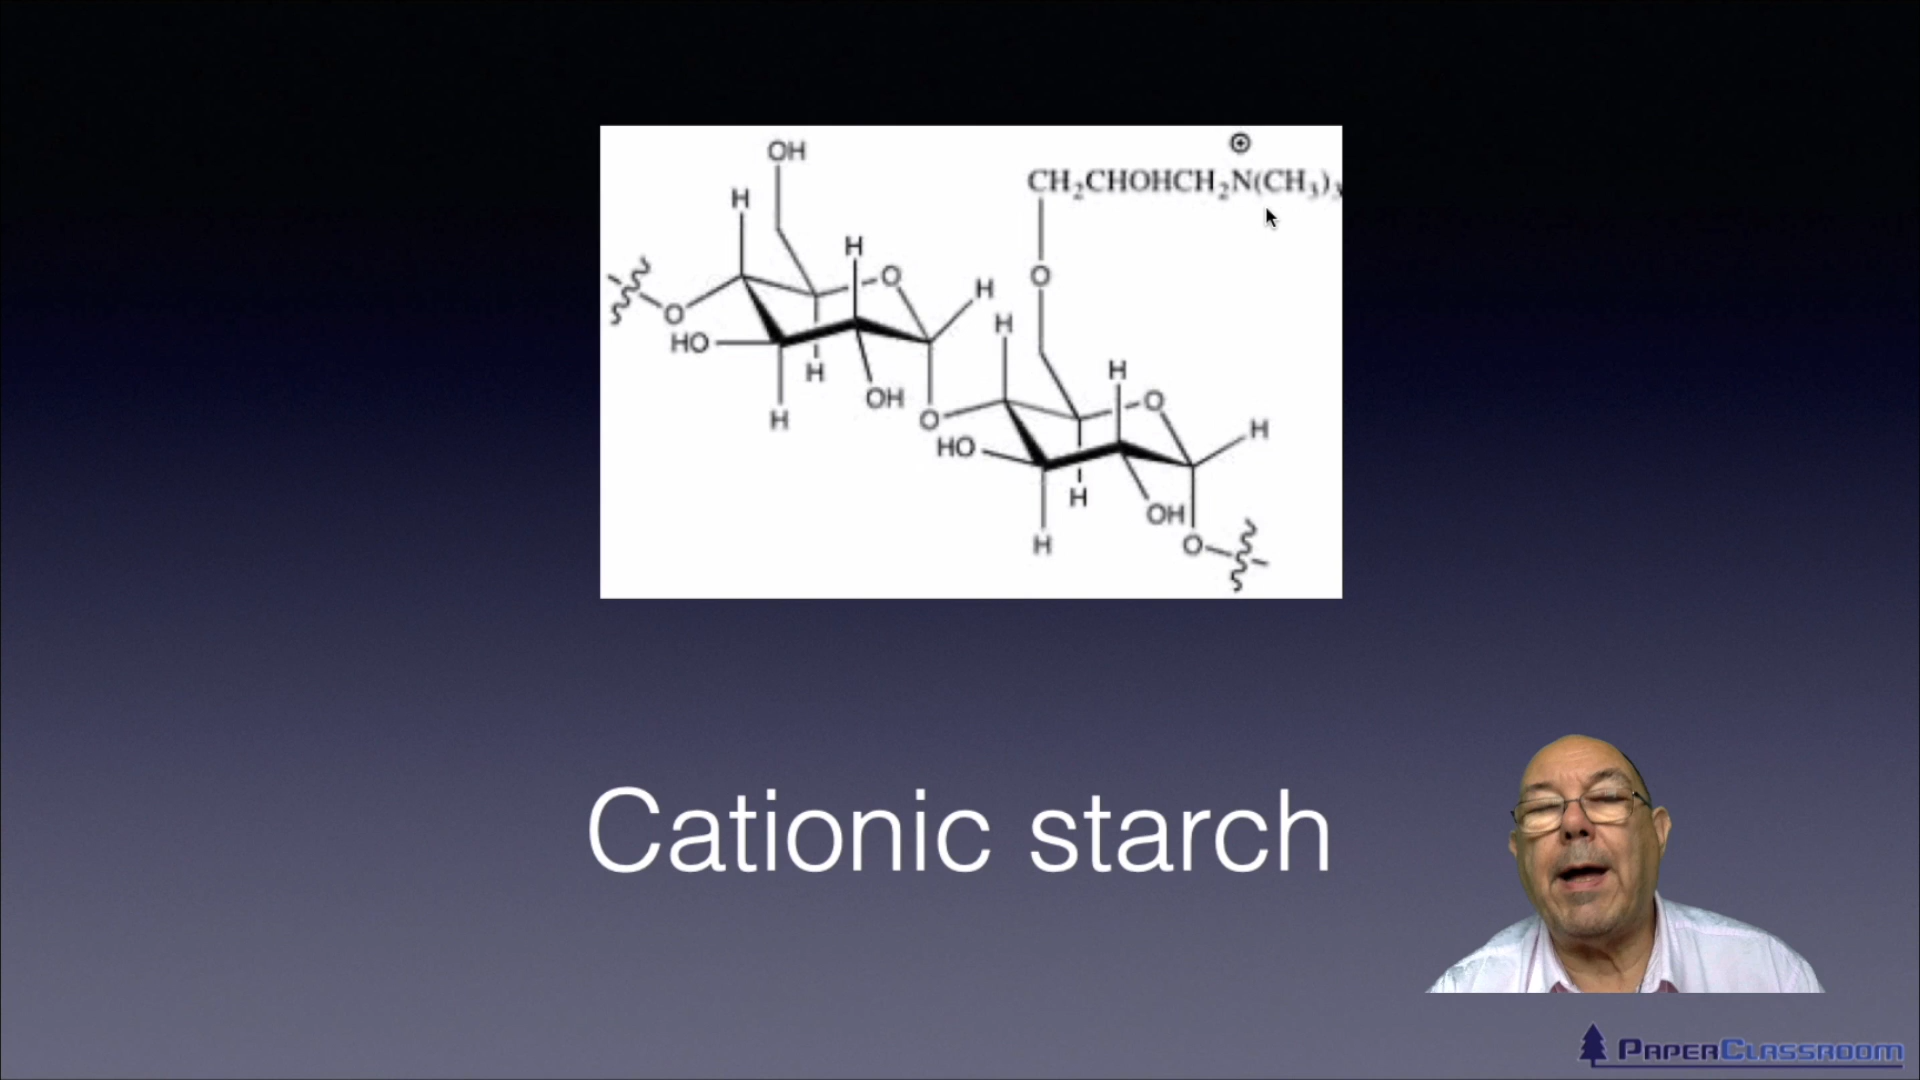 OH
⊕
CH₂CHOHCH₂N(CH₃)₃
H
H
O
O
H
O
H
HO
H
H
O
OH
H
O
H
HO
H
OH
H
O
Cationic starch
PAPERCLASSROOM